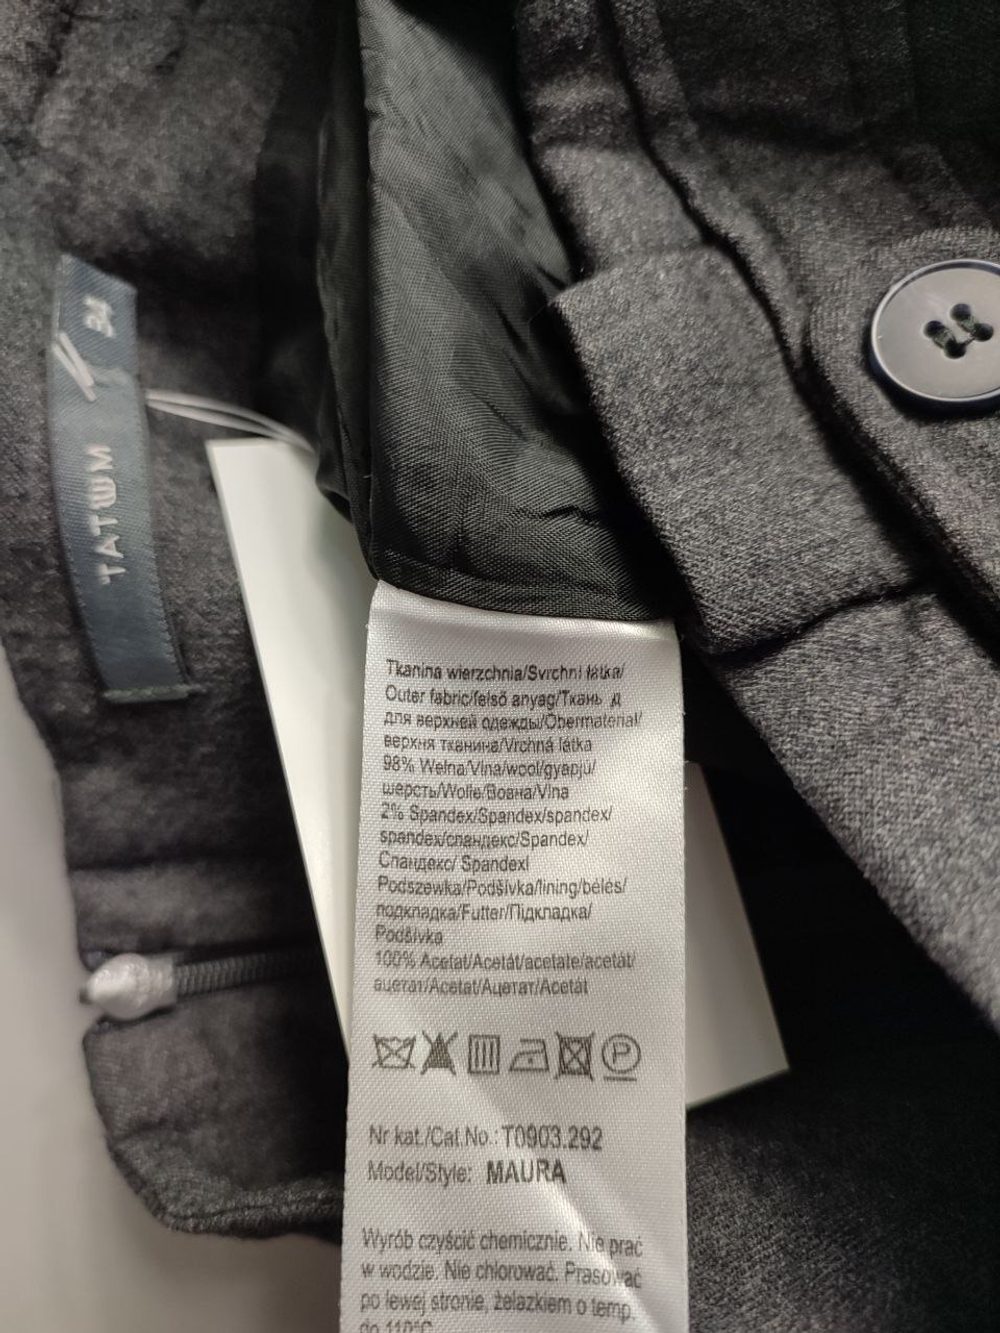 34
TATUUM
Tkanina wierzchnia/Svrchní látka/
Outer fabric/felső anyag/Ткань д
для верхней одежды/Obermaterial/
верхня тканина/Vrchná látka
98% Wełna/Vlna/wool/gyapjú/
шерсть/Wolle/Вовна/Vlna
2% Spandex/Spandex/spandex/
spandex/спандекс/Spandex/
Спандекс/ Spandex/
Podszewka/Podšívka/lining/bélés/
подкладка/Futter/Підкладка/
Podšívka
100% Acetat/Acetát/acetate/acetát/
ацетат/Acetat/Ацетат/Acetát
P
Nr kat./Cat.No.: T0903.292
Model/Style: MAURA
Wyrób czyścić chemicznie. Nie prać
w wodzie. Nie chlorować. Prasować
po lewej stronie, żelazkiem o temp.
do 110°C